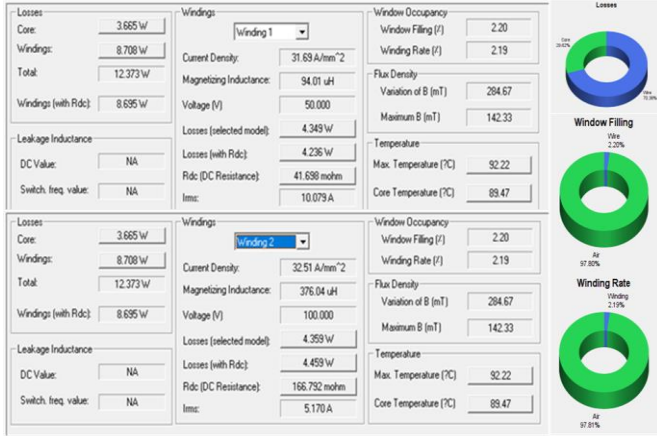 Losses
Core: 3.665 W
Windings: 8.708 W
Total: 12.373 W
Windings (with Rdc): 8.695 W
Leakage Inductance
DC Value: NA
Switch. freq. value: NA
Windings
Winding 1
Current Density: 31.69 A/mm^2
Magnetizing Inductance: 94.01 uH
Voltage (V) 50.000
Losses (selected model): 4.349 W
Losses (with Rdc): 4.236 W
Rdc (DC Resistance): 41.698 mohm
Irms: 10.079 A
Window Occupancy
Window Filling (/.) 2.20
Winding Rate (/.) 2.19
Flux Density
Variation of B (mT) 284.67
Maximum B (mT) 142.33
Temperature
Max. Temperature (?C) 92.22
Core Temperature (?C) 89.47
Losses
Core: 3.665 W
Windings: 8.708 W
Total: 12.373 W
Windings (with Rdc): 8.695 W
Leakage Inductance
DC Value: NA
Switch. freq. value: NA
Windings
Winding 2
Current Density: 32.51 A/mm^2
Magnetizing Inductance: 376.04 uH
Voltage (V) 100.000
Losses (selected model): 4.359 W
Losses (with Rdc): 4.459 W
Rdc (DC Resistance): 166.792 mohm
Irms: 5.170 A
Window Occupancy
Window Filling (/.) 2.20
Winding Rate (/.) 2.19
Flux Density
Variation of B (mT) 284.67
Maximum B (mT) 142.33
Temperature
Max. Temperature (?C) 92.22
Core Temperature (?C) 89.47
Losses
Core
Wire
Window Filling
Wire
2.20%
Air
97.80%
Winding Rate
Winding
2.19%
Air
97.81%